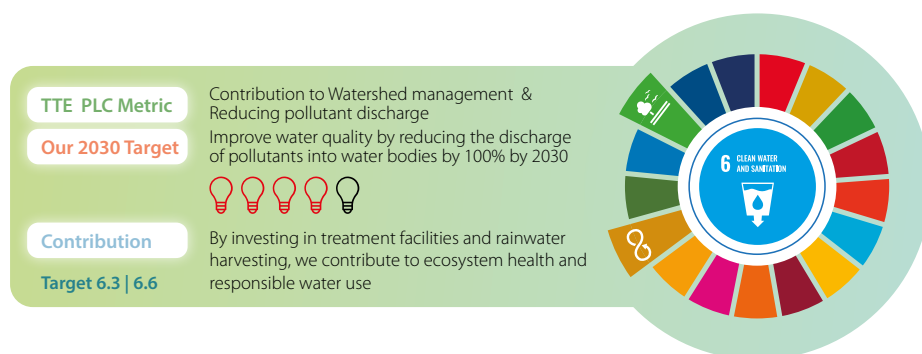 TTE PLC Metric
Contribution to Watershed management &
Reducing pollutant discharge
Our 2030 Target
Improve water quality by reducing the discharge
of pollutants into water bodies by 100% by 2030
Contribution
Target 6.3 | 6.6
By investing in treatment facilities and rainwater
harvesting, we contribute to ecosystem health and
responsible water use
6 CLEAN WATER
AND SANITATION